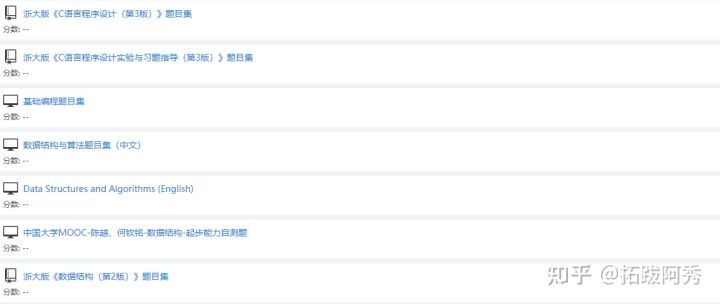 浙大版《C语言程序设计（第3版）》题目集
分数: --
浙大版《C语言程序设计实验与习题指导（第3版）》题目集
分数: --
基础编程题目集
分数: --
数据结构与算法题目集（中文）
分数: --
Data Structures and Algorithms (English)
分数: --
中国大学MOOC-陈越、何钦铭-数据结构-起步能力自测题
分数: --
浙大版《数据结构（第2版）》题目集
分数: --
知乎 @拓跋阿秀